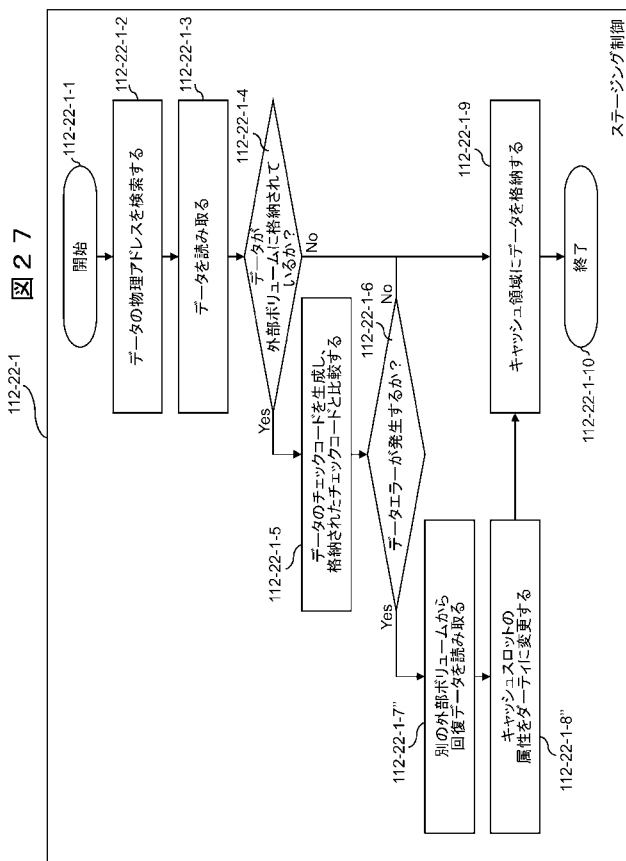 図２７
112-22-1
開始
112-22-1-1
データの物理アドレスを検索する
112-22-1-2
データを読み取る
112-22-1-3
データが
外部ボリュームに格納されて
いるか？
112-22-1-4
Yes
No
データのチェックコードを生成し、
格納されたチェックコードと比較する
112-22-1-5
データエラーが発生するか？
112-22-1-6
Yes
No
別の外部ボリュームから
回復データを読み取る
112-22-1-7"
キャッシュスロットの
属性をダーティに変更する
112-22-1-8"
キャッシュ領域にデータを格納する
112-22-1-9
終了
112-22-1-10
ステージング制御